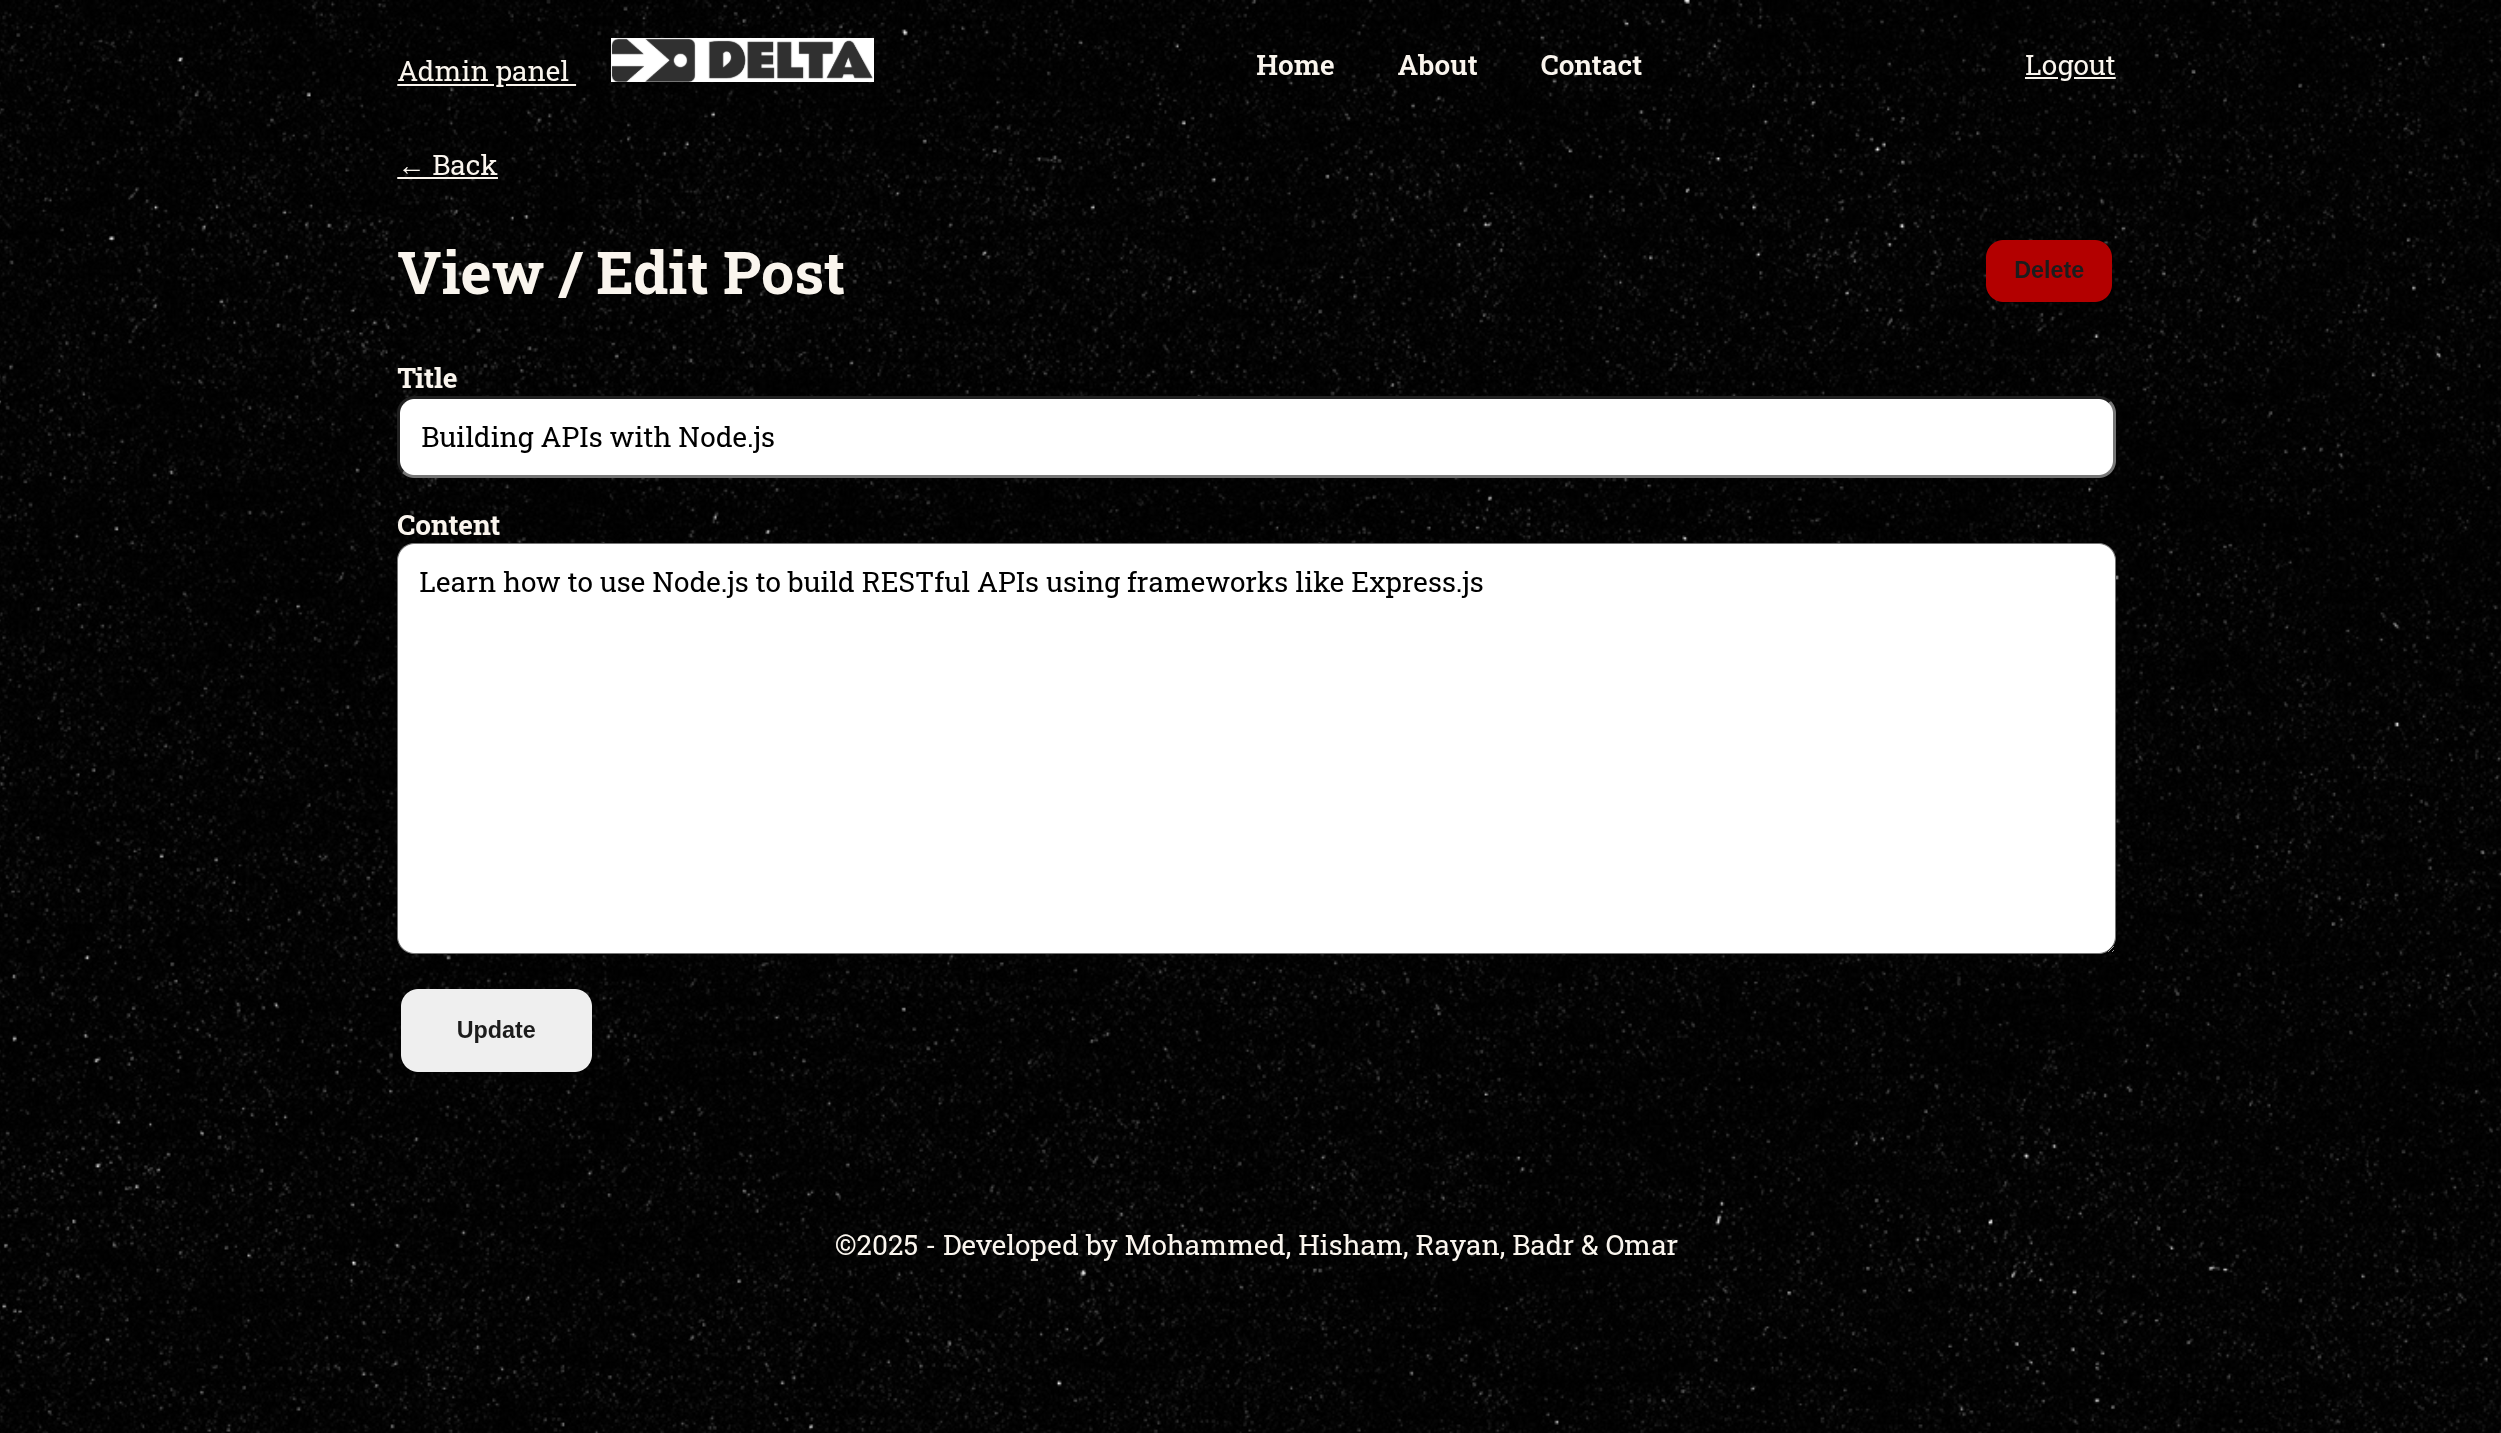 Admin panel
DELTA
Home About Contact
Logout
← Back
View / Edit Post
Delete
Title
Building APIs with Node.js
Content
Learn how to use Node.js to build RESTful APIs using frameworks like Express.js
Update
©2025 - Developed by Mohammed, Hisham, Rayan, Badr & Omar